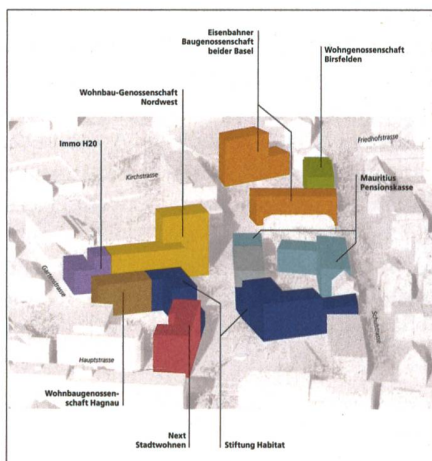 Eisenbahner
Baugenossenschaft
beider Basel
Wohngenossenschaft
Birsfelden
Wohnbau-Genossenschaft
Nordwest
Friedhofstrasse
Immo H20
Kirchstrasse
Mauritius
Pensionskasse
Schulstrasse
Hauptstrasse
Wohnbaugenossen-
schaft Hagnau
Next
Stadtwohnen
Stiftung Habitat